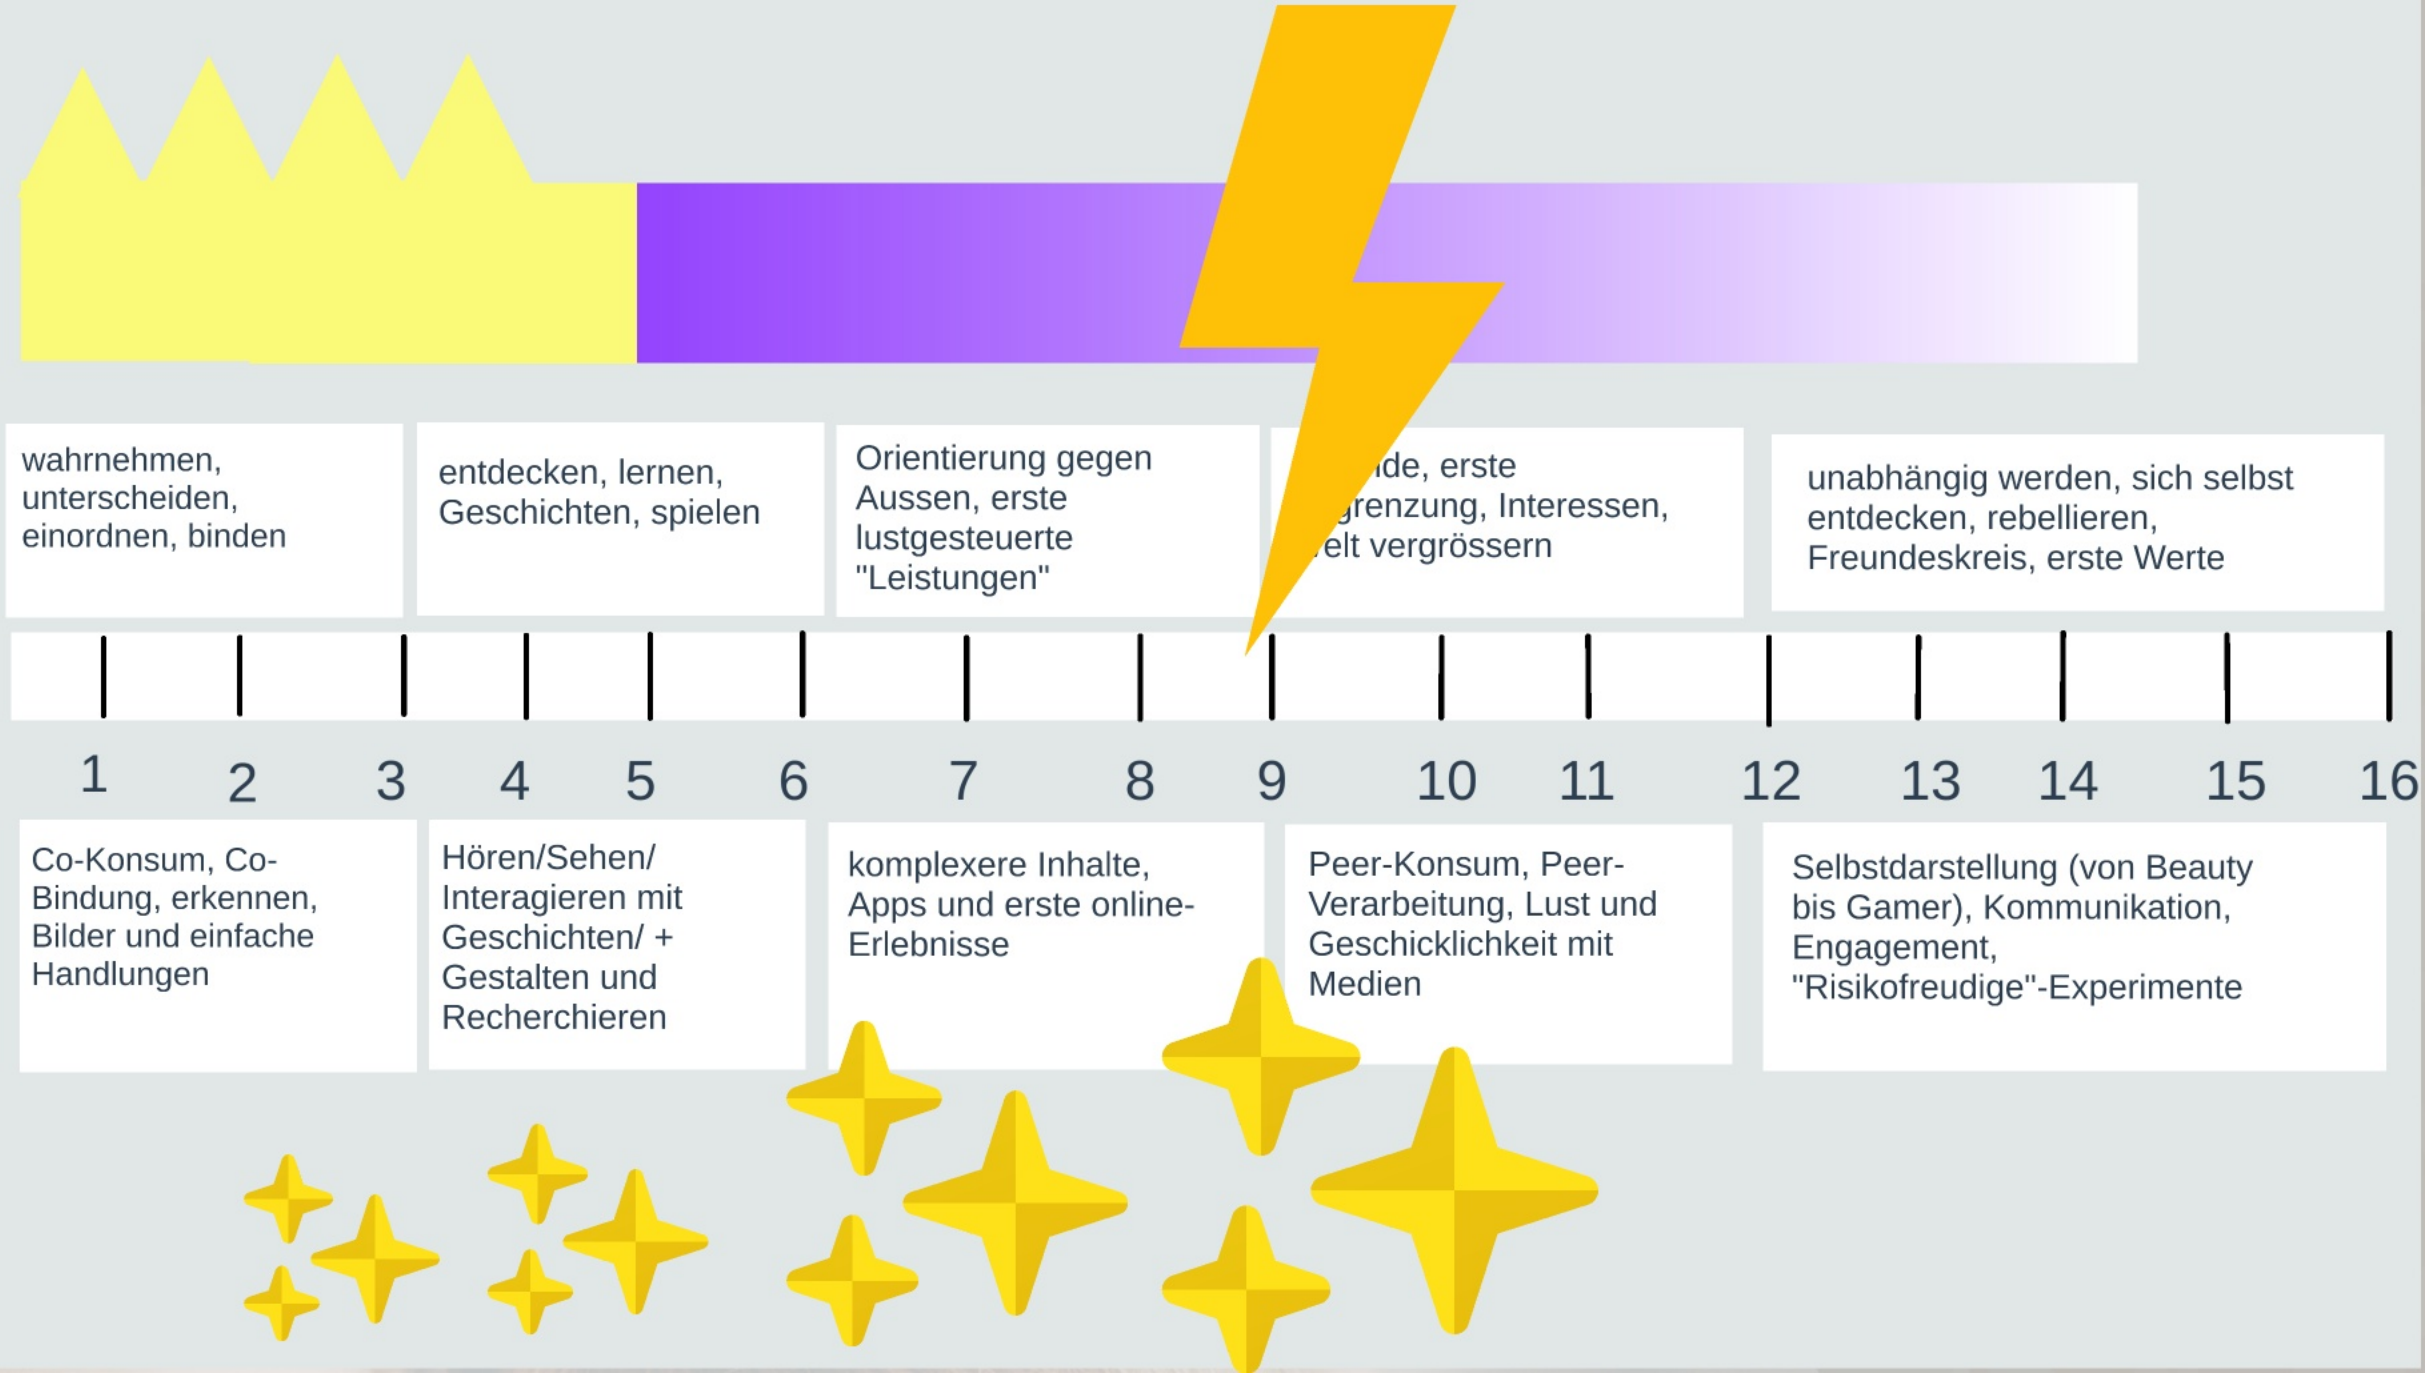 wahrnehmen,
unterscheiden,
einordnen, binden
entdecken, lernen,
Geschichten, spielen
Orientierung gegen
Aussen, erste
lustgesteuerte
"Leistungen"
erste
Interessen,
vergrössern
unabhängig werden, sich selbst
entdecken, rebellieren,
Freundeskreis, erste Werte
1 2 3 4 5 6 7 8 9 10 11 12 13 14 15 16
Co-Konsum, Co-
Bindung, erkennen,
Bilder und einfache
Handlungen
Hören/Sehen/
Interagieren mit
Geschichten/ +
Gestalten und
Recherchieren
komplexere Inhalte,
Apps und erste online-
Erlebnisse
Peer-Konsum, Peer-
Verarbeitung, Lust und
Geschicklichkeit mit
Medien
Selbstdarstellung (von Beauty
bis Gamer), Kommunikation,
Engagement,
"Risikofreudige"-Experimente